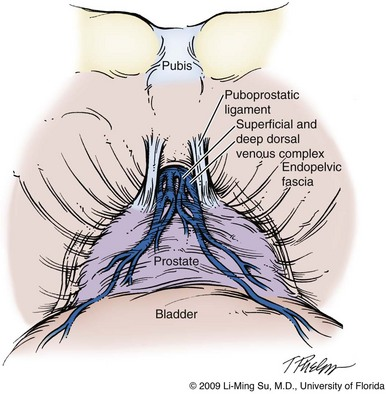 Pubis
Puboprostatic
ligament
Superficial and
deep dorsal
venous complex
Endopelvic
fascia
Prostate
Bladder
© 2009 Li-Ming Su, M.D., University of Florida